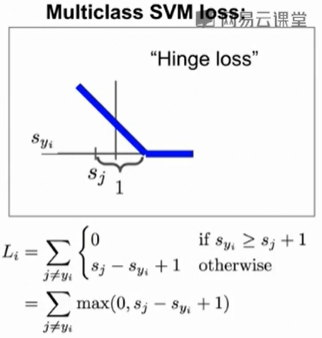 Multiclass SVM loss:
网易云课堂
“Hinge loss”
s_{y_i}
s_j
1
L_i = \sum_{j \neq y_i} \begin{cases} 0 & \text{if } s_{y_i} \geq s_j + 1 \\ s_j - s_{y_i} + 1 & \text{otherwise} \end{cases}
= \sum_{j \neq y_i} \max(0, s_j - s_{y_i} + 1)